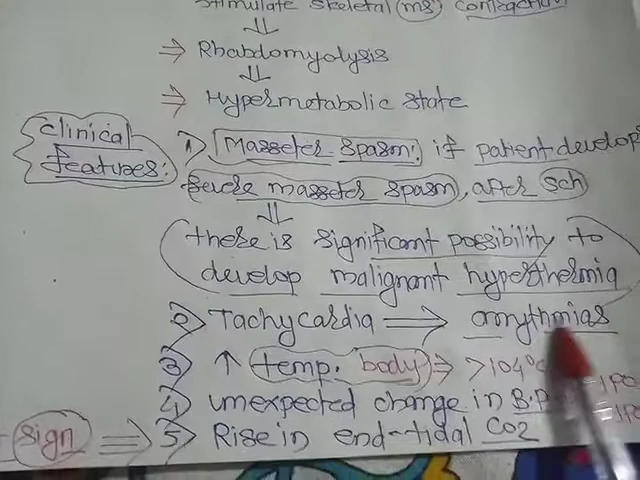 Stimulate skeletal (ms) contraction
⇓
⇒ Rhabdomyolysis
⇓
⇒ Hypermetabolic state
clinical features:
1) Masseter spasm: if patient develop
severe masseter spasm, after Sch
⇓
there is significant possibility to
develop malignant hyperthermia
2) Tachycardia ⇒ arrythmias
3) ↑ temp. body ⇒ >104°
4) unexpected change in B.P
sign ⇒ 5) Rise in end-tidal CO2